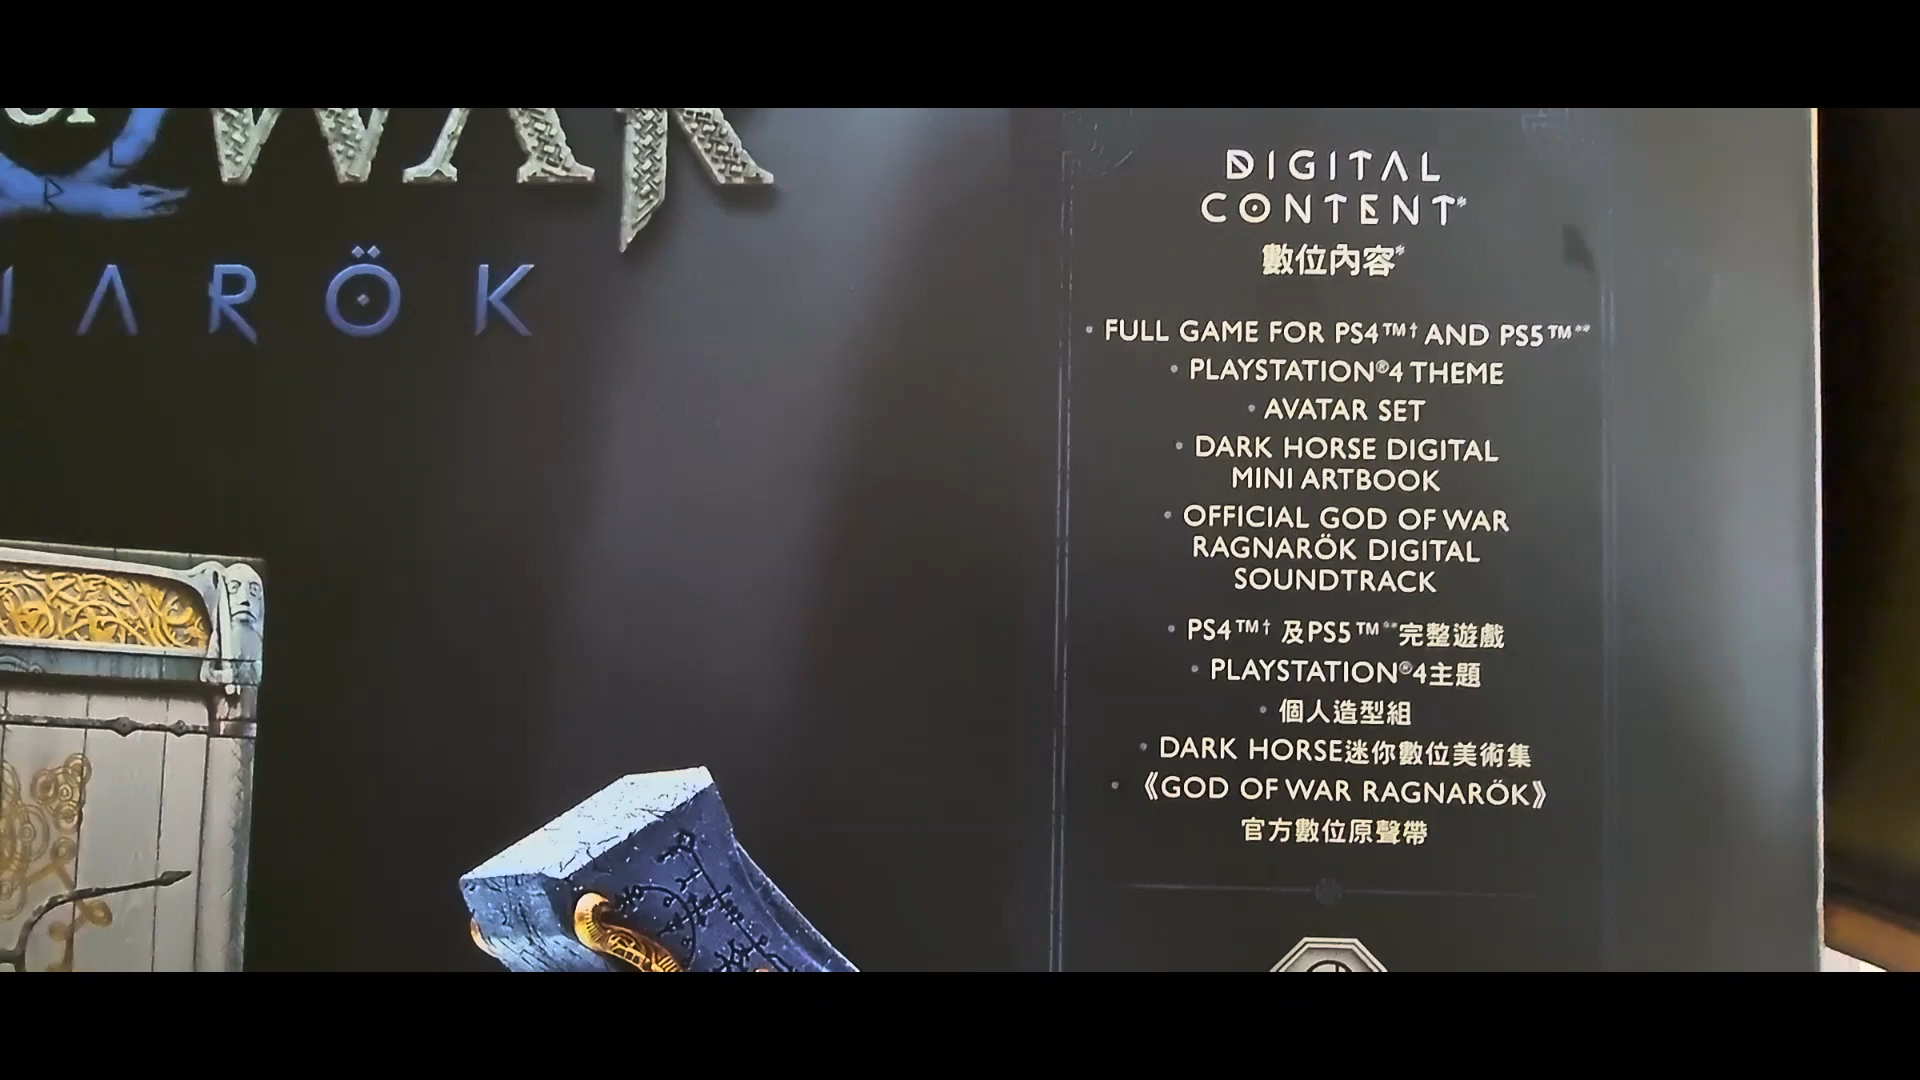 WAR
NARÖK
DIGITAL
CONTENT*
數位內容*
• FULL GAME FOR PS4™† AND PS5™**
• PLAYSTATION®4 THEME
• AVATAR SET
• DARK HORSE DIGITAL
MINI ARTBOOK
• OFFICIAL GOD OF WAR
RAGNARÖK DIGITAL
SOUNDTRACK
• PS4™† 及PS5™**完整遊戲
• PLAYSTATION®4主題
• 個人造型組
• DARK HORSE迷你數位美術集
• 《GOD OF WAR RAGNARÖK》
官方數位原聲帶